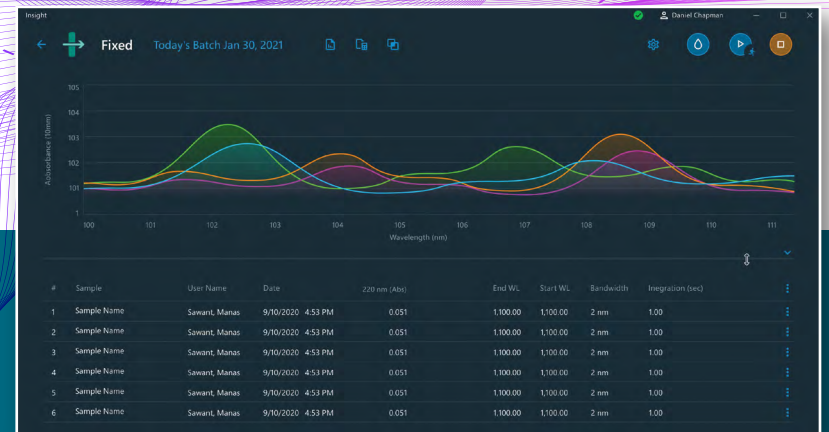 Insight
Daniel Chapman
Fixed
Today's Batch Jan 30, 2021
105
104
103
102
101
1
Aobsorbance (10mm)
100 101 102 103 104 105 106 107 108 109 110 111
Wavelength (nm)
# Sample User Name Date 220 nm (Abs) End WL Start WL Bandwidth Inegration (sec)
1 Sample Name Sawant, Manas 9/10/2020 4:53 PM 0.051 1,100.00 1,100.00 2 nm 1.00
2 Sample Name Sawant, Manas 9/10/2020 4:53 PM 0.051 1,100.00 1,100.00 2 nm 1.00
3 Sample Name Sawant, Manas 9/10/2020 4:53 PM 0.051 1,100.00 1,100.00 2 nm 1.00
4 Sample Name Sawant, Manas 9/10/2020 4:53 PM 0.051 1,100.00 1,100.00 2 nm 1.00
5 Sample Name Sawant, Manas 9/10/2020 4:53 PM 0.051 1,100.00 1,100.00 2 nm 1.00
6 Sample Name Sawant, Manas 9/10/2020 4:53 PM 0.051 1,100.00 1,100.00 2 nm 1.00